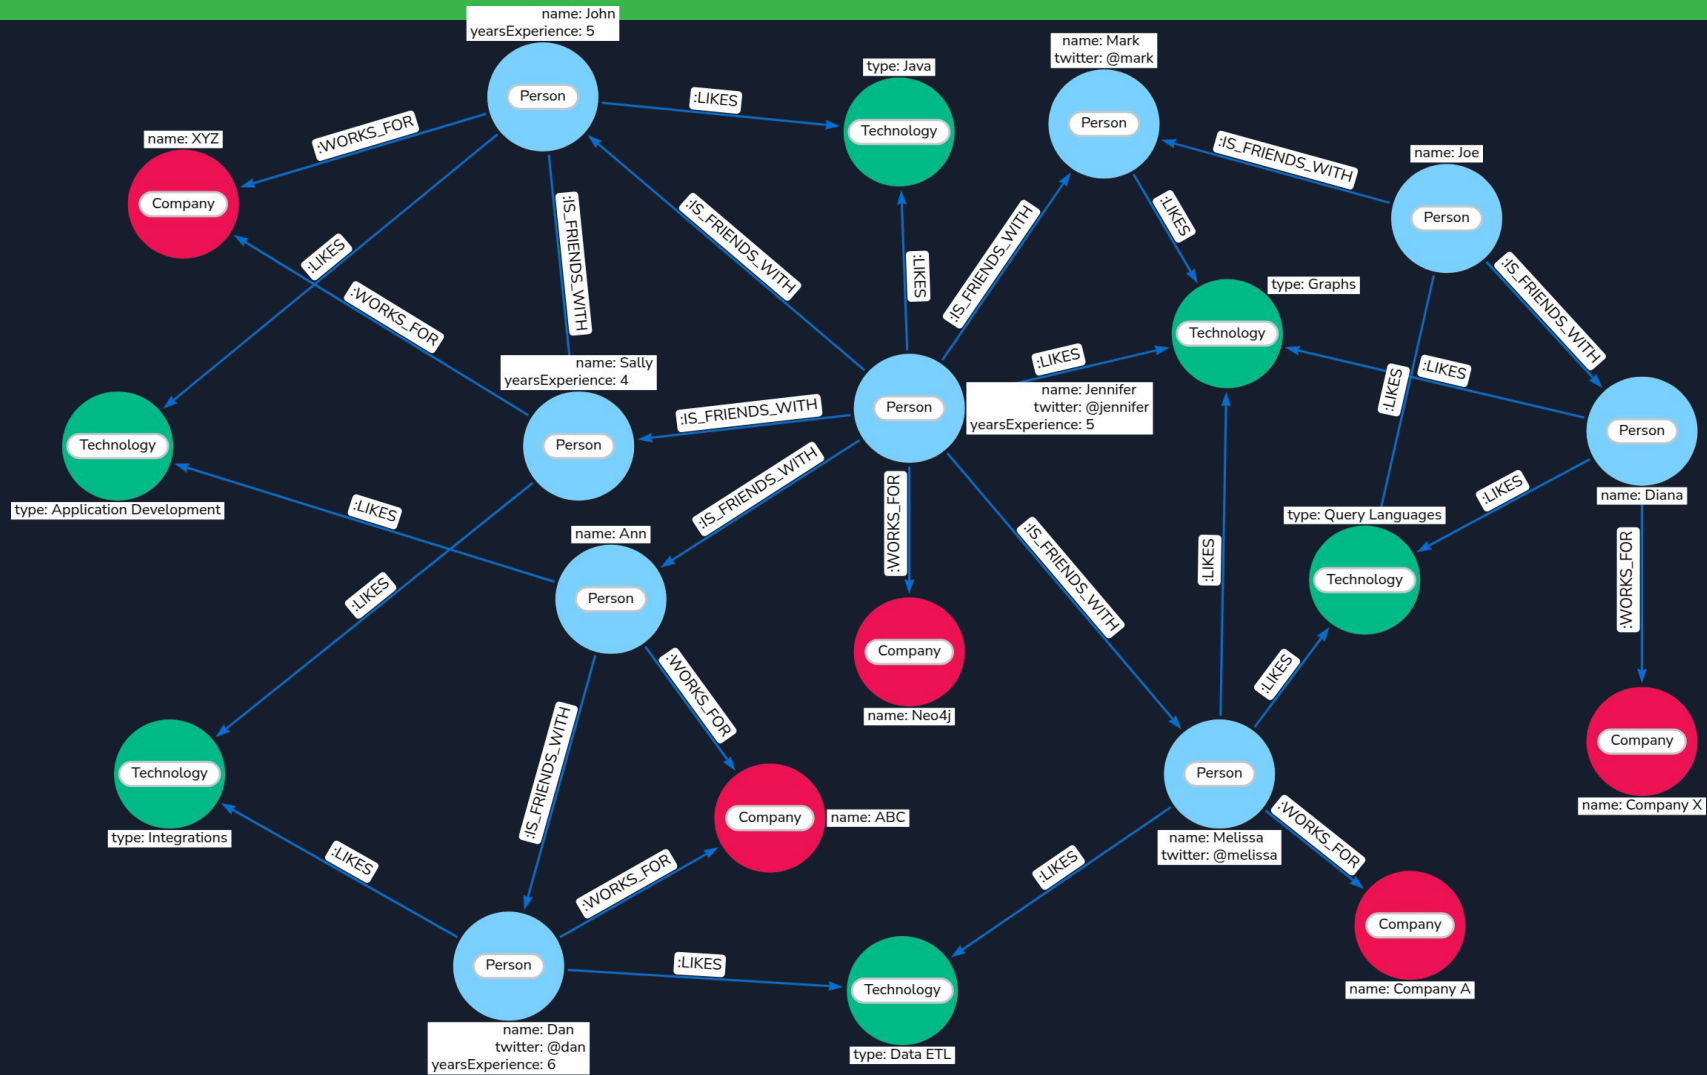 name: John
yearsExperience: 5
Person
name: Mark
twitter: @mark
Person
type: Java
Technology
:LIKES
:WORKS_FOR
name: XYZ
Company
:IS_FRIENDS_WITH
name: Joe
Person
:LIKES
:IS_FRIENDS_WITH
:IS_FRIENDS_WITH
:LIKES
:IS_FRIENDS_WITH
:LIKES
:IS_FRIENDS_WITH
type: Graphs
Technology
:WORKS_FOR
name: Sally
yearsExperience: 4
Person
:LIKES
:LIKES
:LIKES
name: Jennifer
twitter: @jennifer
yearsExperience: 5
Person
:IS_FRIENDS_WITH
Person
name: Diana
Technology
type: Application Development
:LIKES
:IS_FRIENDS_WITH
:WORKS_FOR
:LIKES
type: Query Languages
Technology
name: Ann
Person
:IS_FRIENDS_WITH
:LIKES
:WORKS_FOR
:LIKES
Company
name: Neo4j
:LIKES
:WORKS_FOR
:IS_FRIENDS_WITH
Technology
type: Integrations
Company
name: ABC
Person
name: Melissa
twitter: @melissa
Company
name: Company X
:LIKES
:WORKS_FOR
:LIKES
:WORKS_FOR
Company
name: Company A
Person
name: Dan
twitter: @dan
yearsExperience: 6
:LIKES
Technology
type: Data ETL